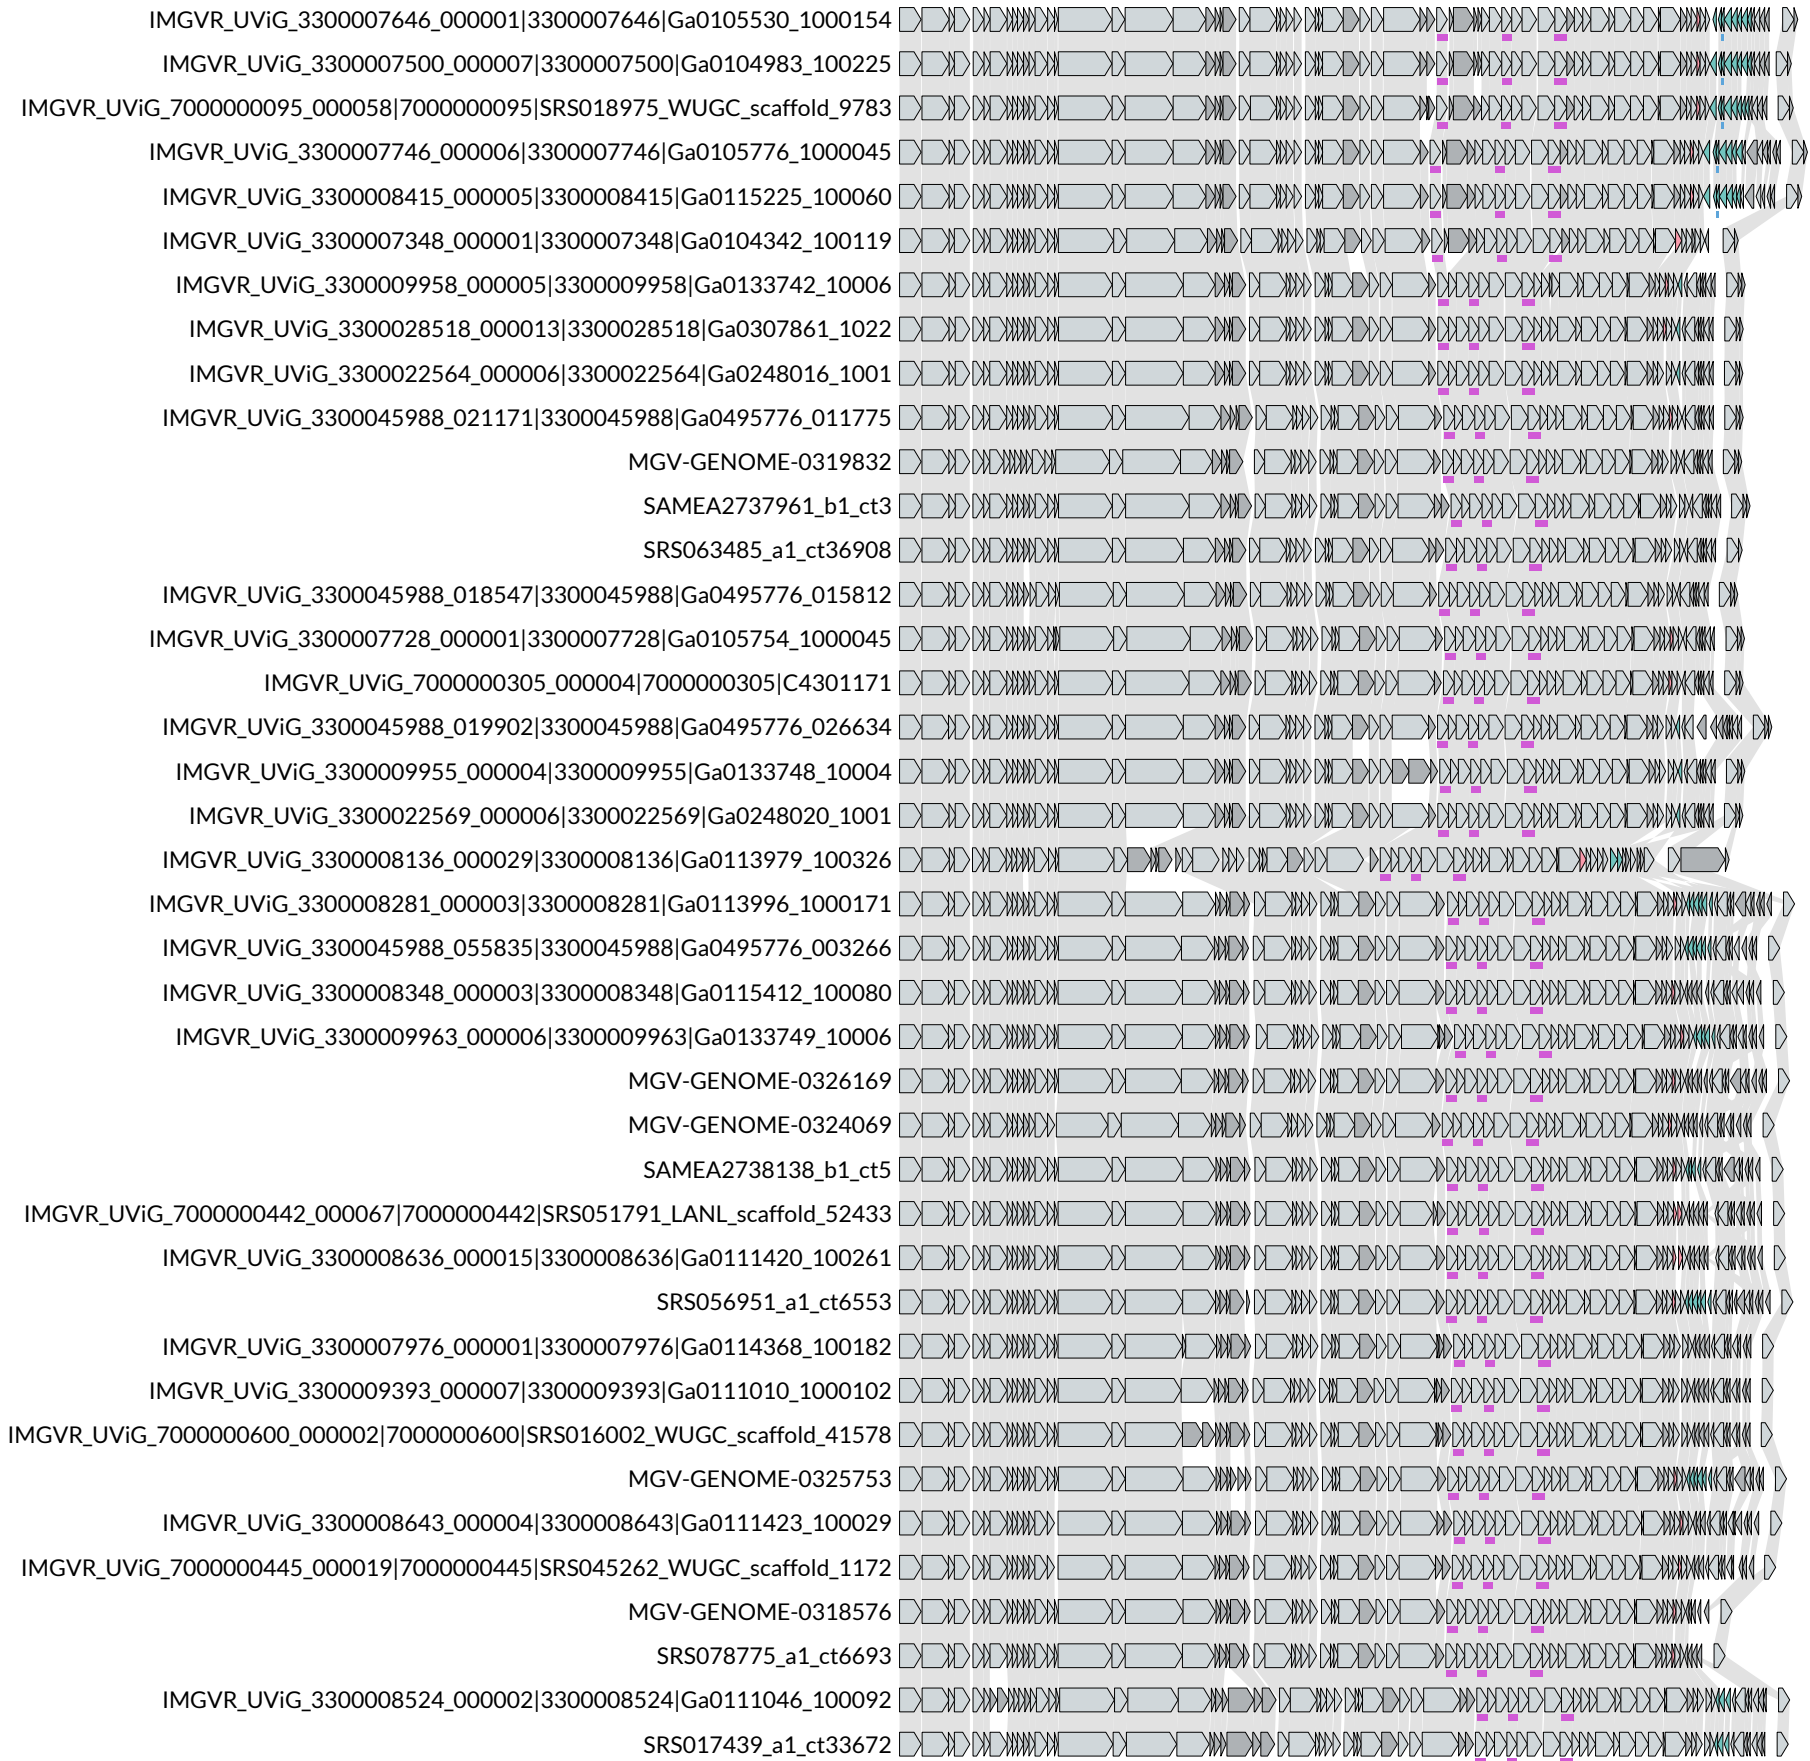 IMGVR_UViG_3300007646_000001|3300007646|Ga0105530_1000154
IMGVR_UViG_3300007500_000007|3300007500|Ga0104983_100225
IMGVR_UViG_7000000095_000058|7000000095|SRS018975_WUGC_scaffold_9783
IMGVR_UViG_3300007746_000006|3300007746|Ga0105776_1000045
IMGVR_UViG_3300008415_000005|3300008415|Ga0115225_100060
IMGVR_UViG_3300007348_000001|3300007348|Ga0104342_100119
IMGVR_UViG_3300009958_000005|3300009958|Ga0133742_10006
IMGVR_UViG_3300028518_000013|3300028518|Ga0307861_1022
IMGVR_UViG_3300022564_000006|3300022564|Ga0248016_1001
IMGVR_UViG_3300045988_021171|3300045988|Ga0495776_011775
MGV-GENOME-0319832
SAMEA2737961_b1_ct3
SRS063485_a1_ct36908
IMGVR_UViG_3300045988_018547|3300045988|Ga0495776_015812
IMGVR_UViG_3300007728_000001|3300007728|Ga0105754_1000045
IMGVR_UViG_7000000305_000004|7000000305|C4301171
IMGVR_UViG_3300045988_019902|3300045988|Ga0495776_026634
IMGVR_UViG_3300009955_000004|3300009955|Ga0133748_10004
IMGVR_UViG_3300022569_000006|3300022569|Ga0248020_1001
IMGVR_UViG_3300008136_000029|3300008136|Ga0113979_100326
IMGVR_UViG_3300008281_000003|3300008281|Ga0113996_1000171
IMGVR_UViG_3300045988_055835|3300045988|Ga0495776_003266
IMGVR_UViG_3300008348_000003|3300008348|Ga0115412_100080
IMGVR_UViG_3300009963_000006|3300009963|Ga0133749_10006
MGV-GENOME-0326169
MGV-GENOME-0324069
SAMEA2738138_b1_ct5
IMGVR_UViG_7000000442_000067|7000000442|SRS051791_LANL_scaffold_52433
IMGVR_UViG_3300008636_000015|3300008636|Ga0111420_100261
SRS056951_a1_ct6553
IMGVR_UViG_3300007976_000001|3300007976|Ga0114368_100182
IMGVR_UViG_3300009393_000007|3300009393|Ga0111010_1000102
IMGVR_UViG_7000000600_000002|7000000600|SRS016002_WUGC_scaffold_41578
MGV-GENOME-0325753
IMGVR_UViG_3300008643_000004|3300008643|Ga0111423_100029
IMGVR_UViG_7000000445_000019|7000000445|SRS045262_WUGC_scaffold_1172
MGV-GENOME-0318576
SRS078775_a1_ct6693
IMGVR_UViG_3300008524_000002|3300008524|Ga0111046_100092
SRS017439_a1_ct33672